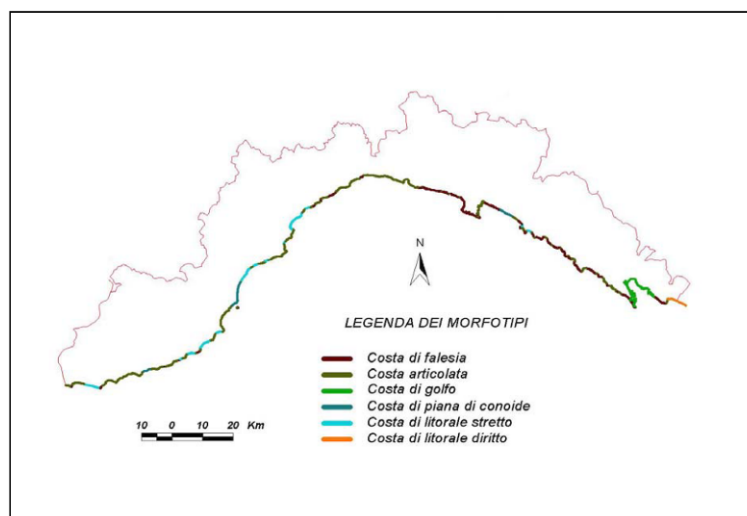 N
LEGENDA DEI MORFOTIPI
Costa di falesia
Costa articolata
Costa di golfo
Costa di piana di conoide
Costa di litorale stretto
Costa di litorale diritto
10 0 10 20 Km